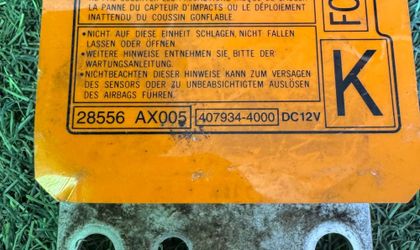 LA PANNE DU CAPTEUR D'IMPACTS OU LE DÉPLOIEMENT
INATTENDU DU COUSSIN GONFLABLE.
•NICHT AUF DIESE EINHEIT SCHLAGEN, NICHT FALLEN
LASSEN ODER ÖFFNEN.
•WEITERE HINWEISE ENTNEHMEN SIE, BITTE DER
WARTUNGSANLEITUNG.
•NICHTBEACHTEN DIESER HINWEISE KANN ZUM VERSAGEN
DES SENSORS ODER ZU UNBEABSICHTIGTEM AUSLÖSEN
DES AIRBAGS FÜHREN.
28556 AX005 407934-4000 DC12V
FO
K